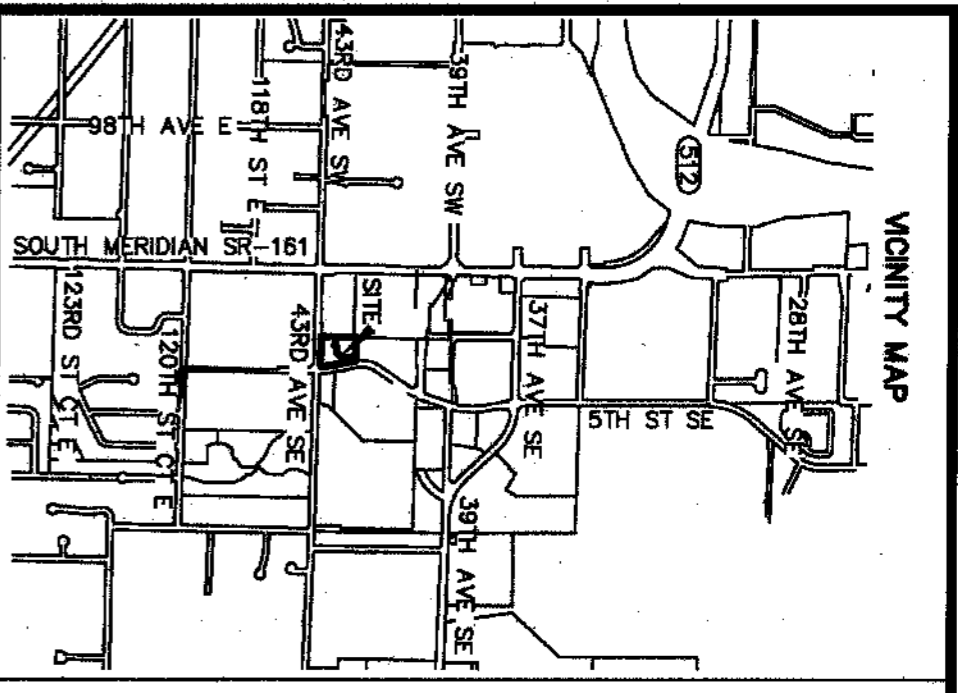 VICINITY MAP
512
28TH AVE SE
5TH ST SE
37TH AVE SE
39TH AVE SW
39TH AVE SE
43RD AVE SW
SITE
43RD AVE SE
118TH ST E
98TH AVE E
SOUTH MERIDIAN SR-161
120TH ST CT E
123RD ST CT E